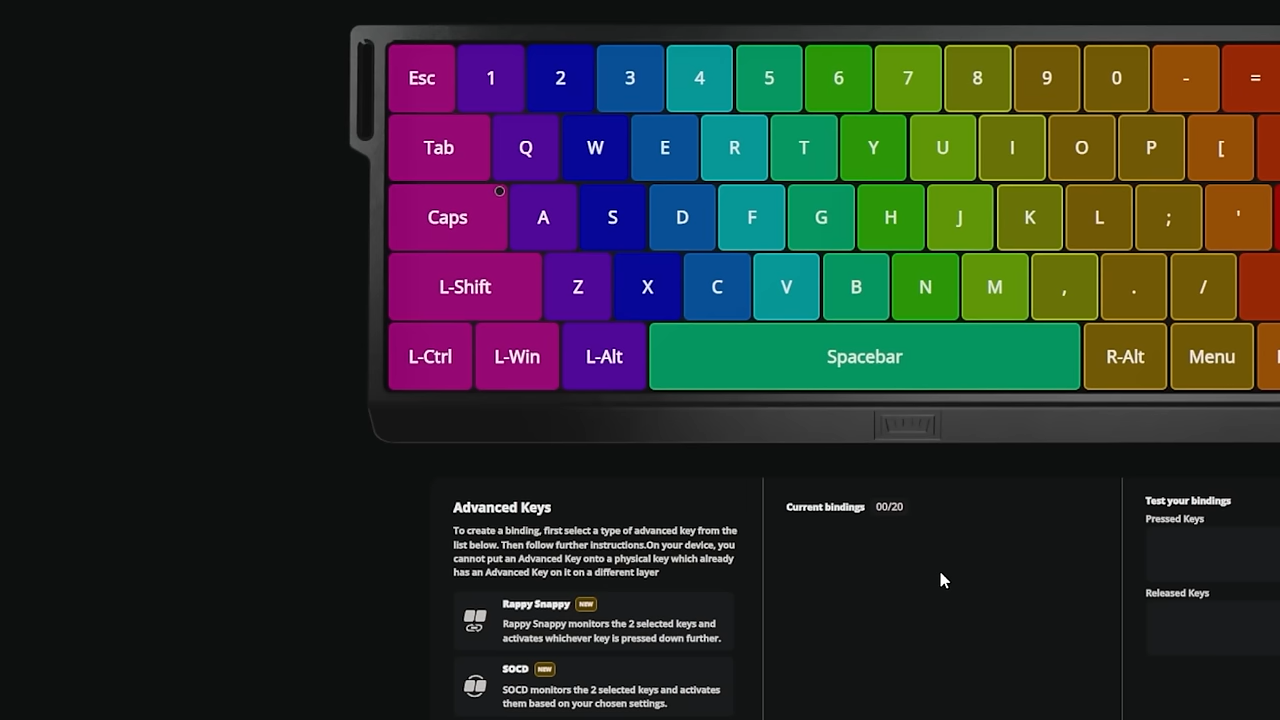 Esc 1 2 3 4 5 6 7 8 9 0 - =
Tab Q W E R T Y U I O P [
Caps A S D F G H J K L ; '
L-Shift Z X C V B N M , . /
L-Ctrl L-Win L-Alt Spacebar R-Alt Menu
Advanced Keys
To create a binding, first select a type of advanced key from the
list below. Then follow further instructions.On your device, you
cannot put an Advanced Key onto a physical key which already
has an Advanced Key on it on a different layer
Rappy Snappy NEW
Rappy Snappy monitors the 2 selected keys and
activates whichever key is pressed down further.
SOCD NEW
SOCD monitors the 2 selected keys and activates
them based on your chosen settings.
Current bindings 00/20
Test your bindings
Pressed Keys
Released Keys